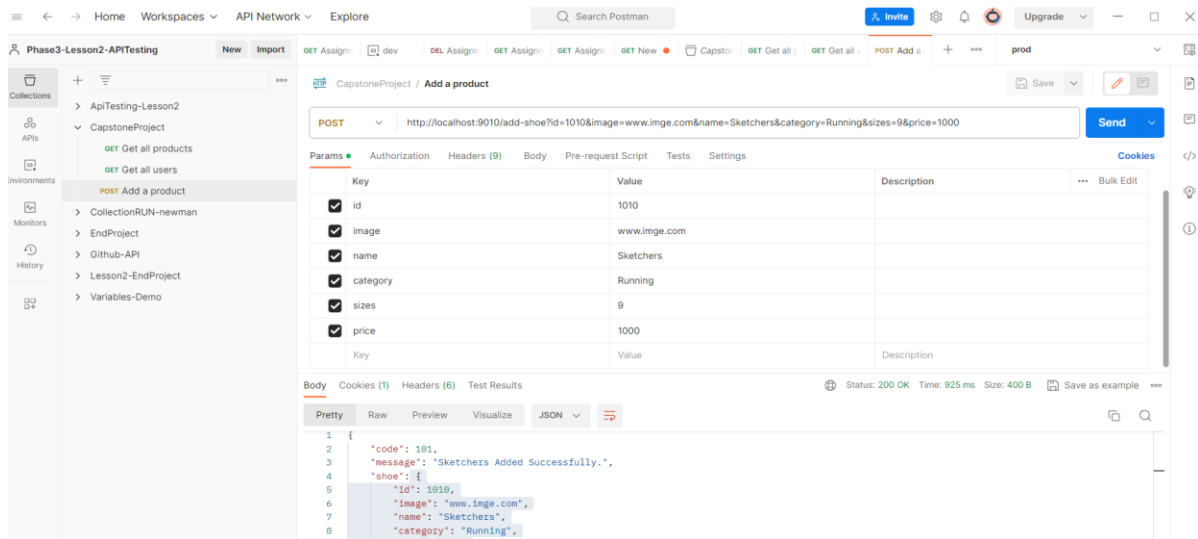 Home Workspaces API Network Explore Search Postman Invite Upgrade
Phase3-Lesson2-APITesting New Import GET Assignn dev DEL Assignn GET Assignn GET Assignn GET New Capston GET Get all GET Get all POST Add a prod
Collections
APIs
Environments
Monitors
History
ApiTesting-Lesson2
CapstoneProject
GET Get all products
GET Get all users
POST Add a product
CollectionRUN-newman
EndProject
Github-API
Lesson2-EndProject
Variables-Demo
HTTP CapstoneProject / Add a product Save
POST http://localhost:9010/add-shoe?id=1010&image=www.imge.com&name=Sketchers&category=Running&sizes=9&price=1000 Send
Params Authorization Headers (9) Body Pre-request Script Tests Settings Cookies
Key Value Description Bulk Edit
id 1010
image www.imge.com
name Sketchers
category Running
sizes 9
price 1000
Key Value Description
Body Cookies (1) Headers (6) Test Results Status: 200 OK Time: 925 ms Size: 400 B Save as example
Pretty Raw Preview Visualize JSON
1 {
2 "code": 101,
3 "message": "Sketchers Added Successfully.",
4 "shoe": {
5 "id": 1010,
6 "image": "www.imge.com",
7 "name": "Sketchers",
8 "category": "Running",